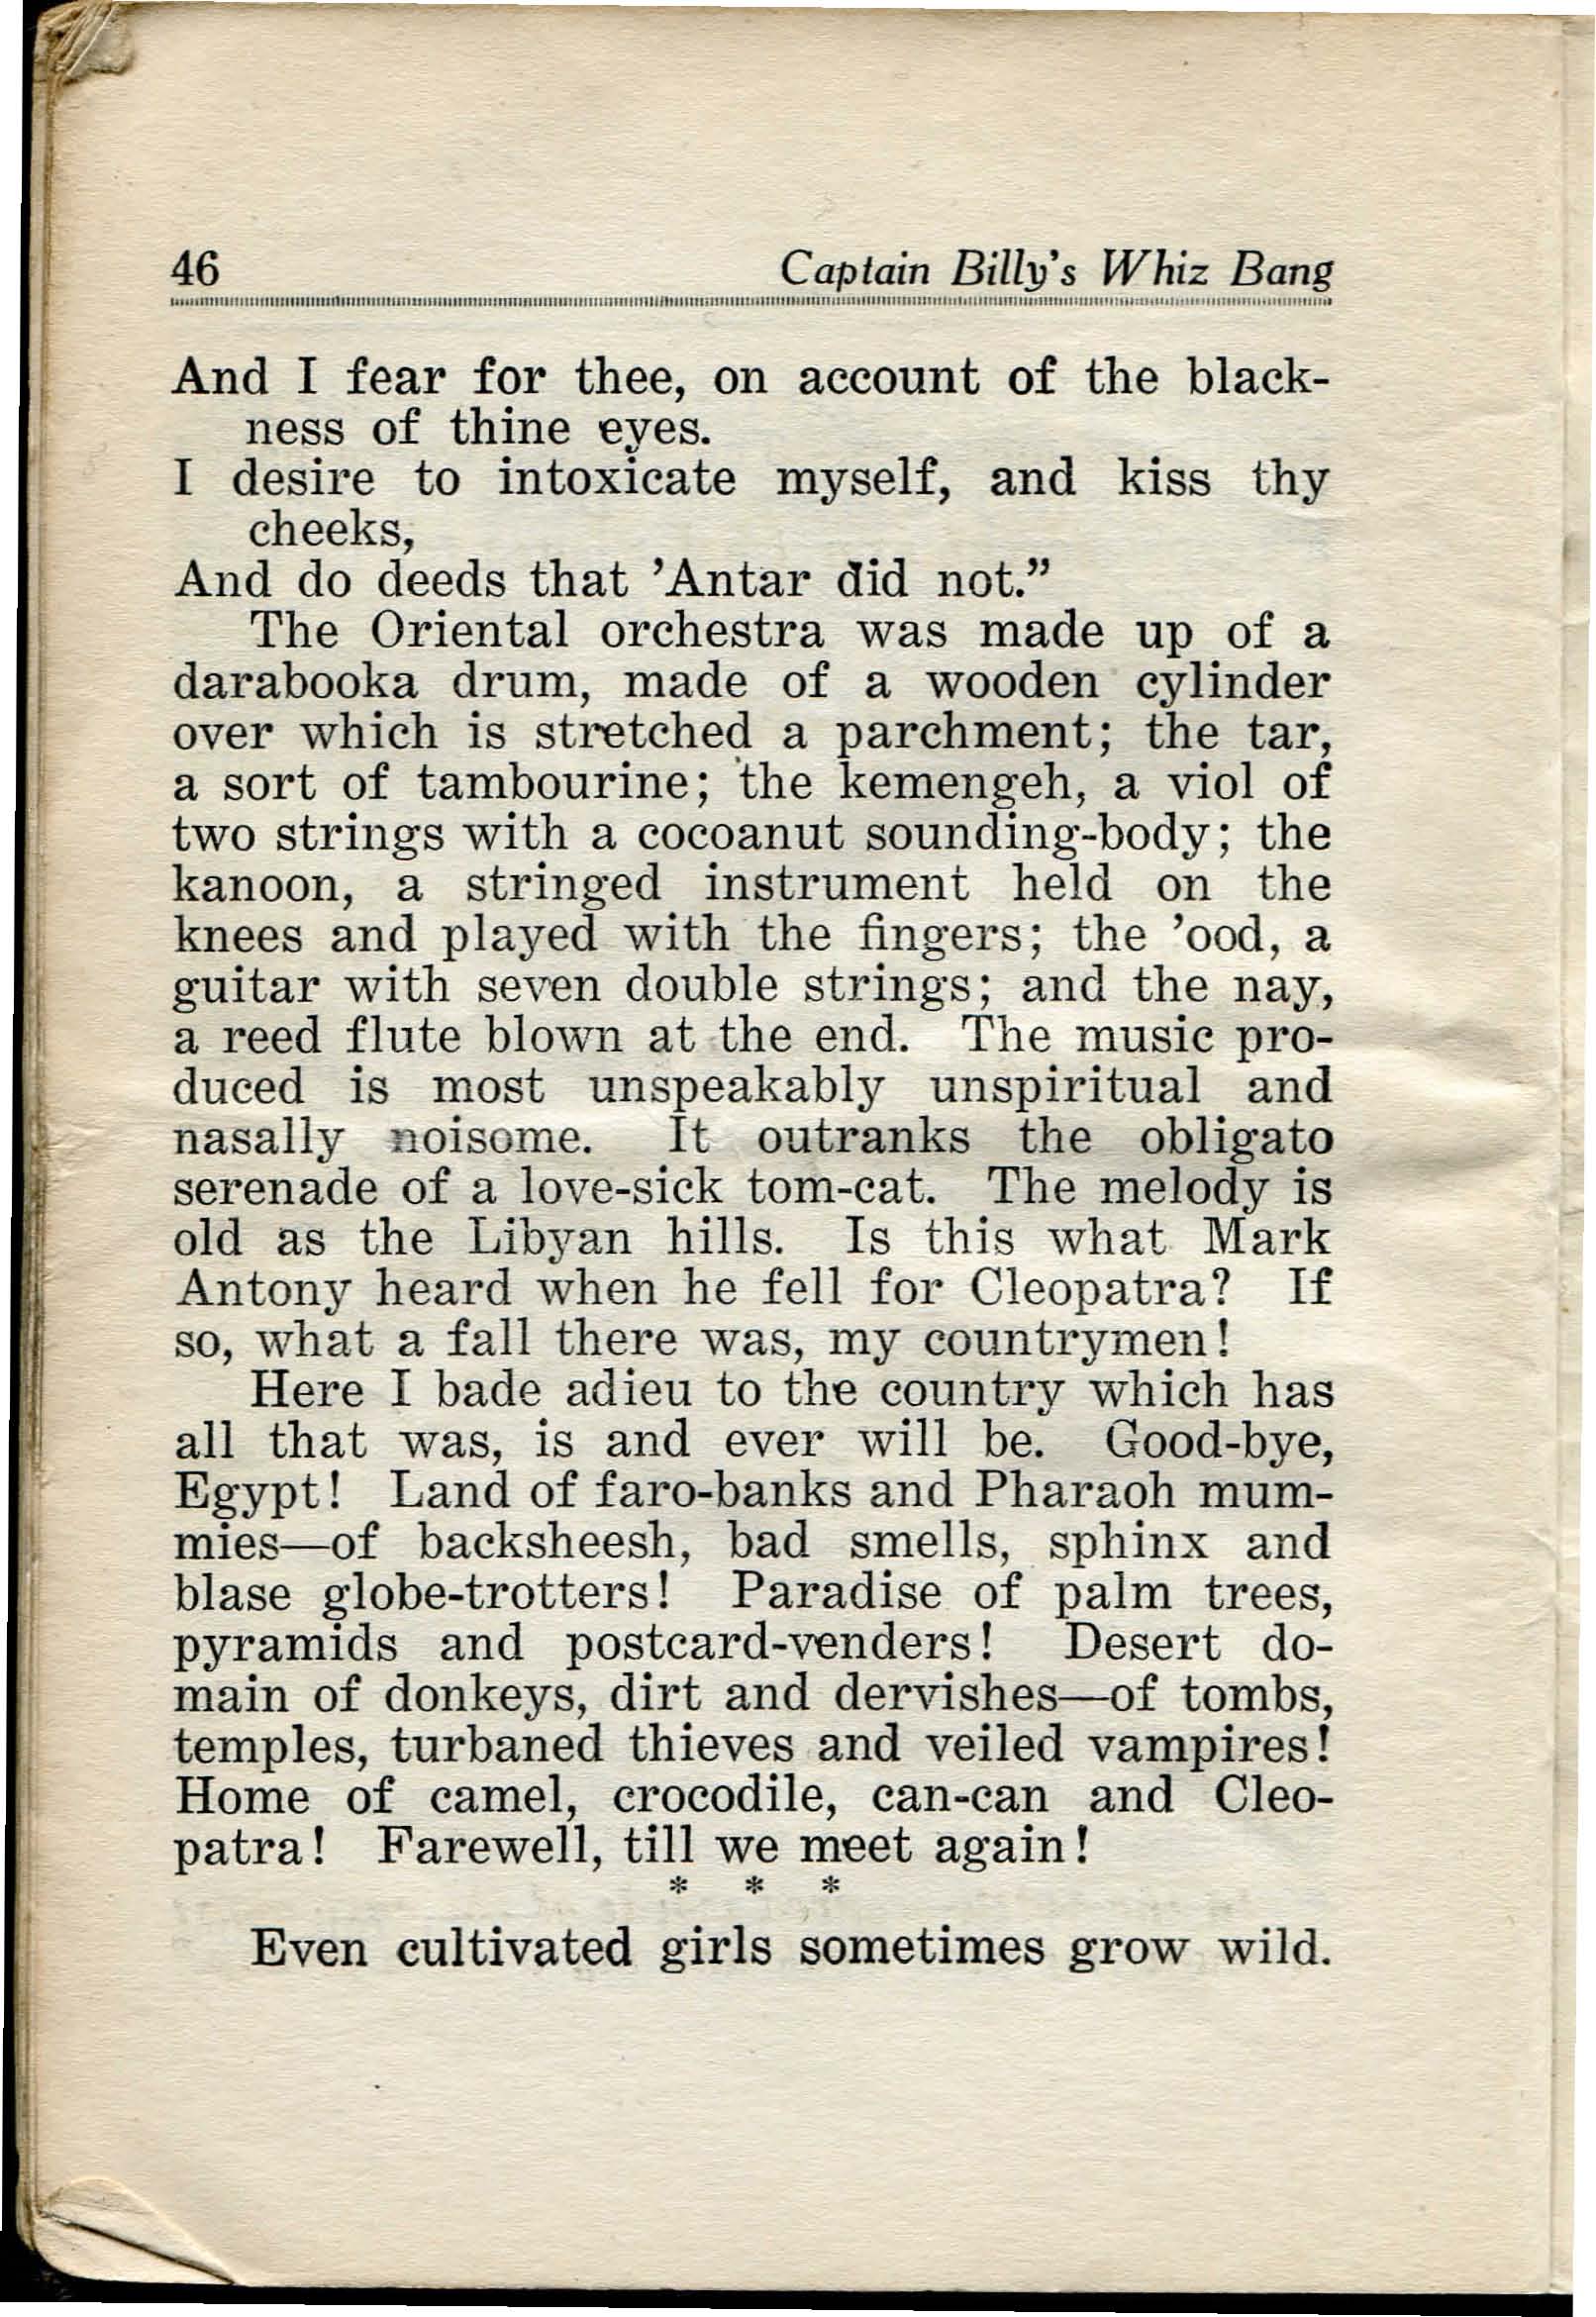 46 Captain Billy's Whiz Bang
And I fear for thee, on account of the black-
ness of thine eyes.
I desire to intoxicate myself, and kiss thy
cheeks,
And do deeds that 'Antar did not."
The Oriental orchestra was made up of a
darabooka drum, made of a wooden cylinder
over which is stretched a parchment; the tar,
a sort of tambourine; the kemengeh, a viol of
two strings with a cocoanut sounding-body; the
kanoon, a stringed instrument held on the
knees and played with the fingers; the 'ood, a
guitar with seven double strings; and the nay,
a reed flute blown at the end. The music pro-
duced is most unspeakably unspiritual and
nasally noisome. It outranks the obligato
serenade of a love-sick tom-cat. The melody is
old as the Libyan hills. Is this what Mark
Antony heard when he fell for Cleopatra? If
so, what a fall there was, my countrymen!
Here I bade adieu to the country which has
all that was, is and ever will be. Good-bye,
Egypt! Land of faro-banks and Pharaoh mum-
mies—of backsheesh, bad smells, sphinx and
blase globe-trotters! Paradise of palm trees,
pyramids and postcard-venders! Desert do-
main of donkeys, dirt and dervishes—of tombs,
temples, turbaned thieves and veiled vampires!
Home of camel, crocodile, can-can and Cleo-
patra! Farewell, till we meet again!
* * *
Even cultivated girls sometimes grow wild.